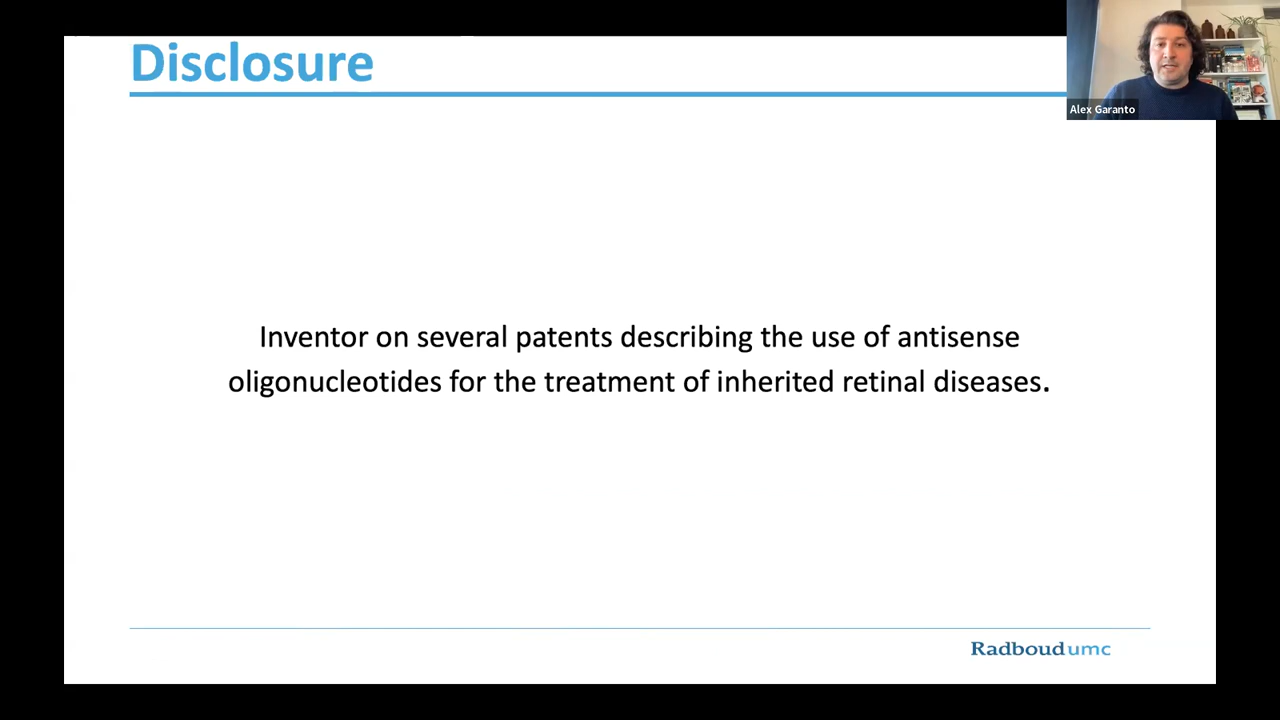 Disclosure
Alex Garanto
Inventor on several patents describing the use of antisense
oligonucleotides for the treatment of inherited retinal diseases.
Radboudumc